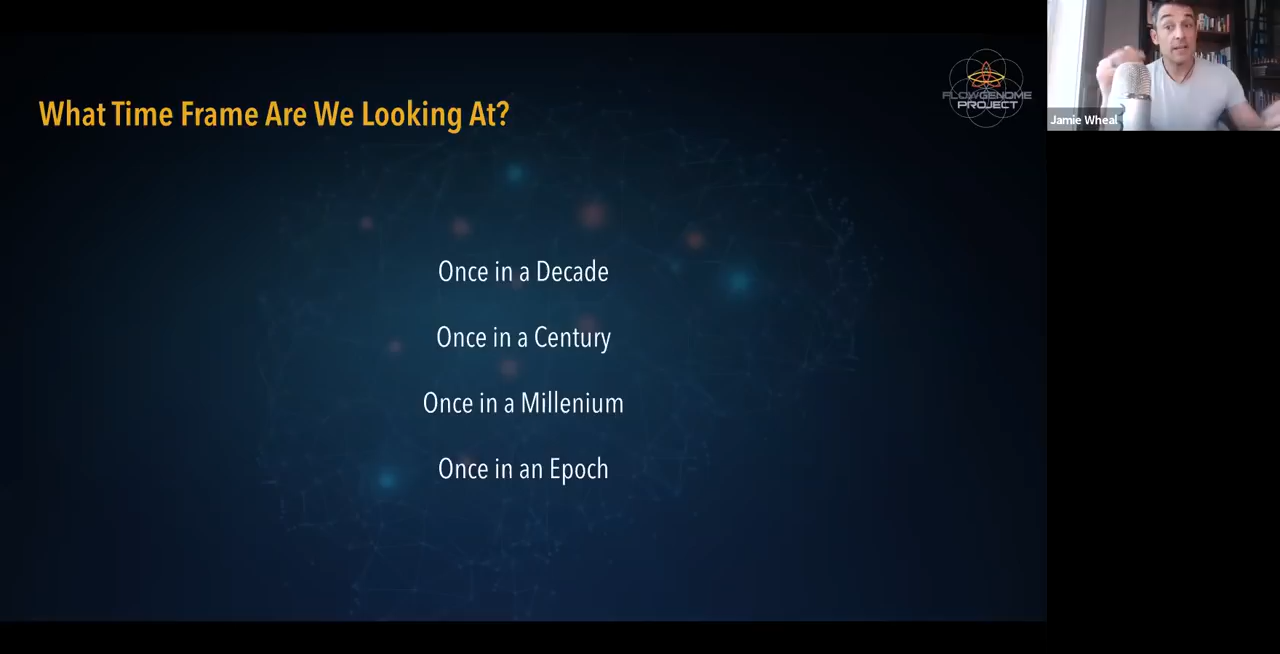 What Time Frame Are We Looking At?
FLOWGENOME
PROJECT
Jamie Wheal
Once in a Decade
Once in a Century
Once in a Millenium
Once in an Epoch